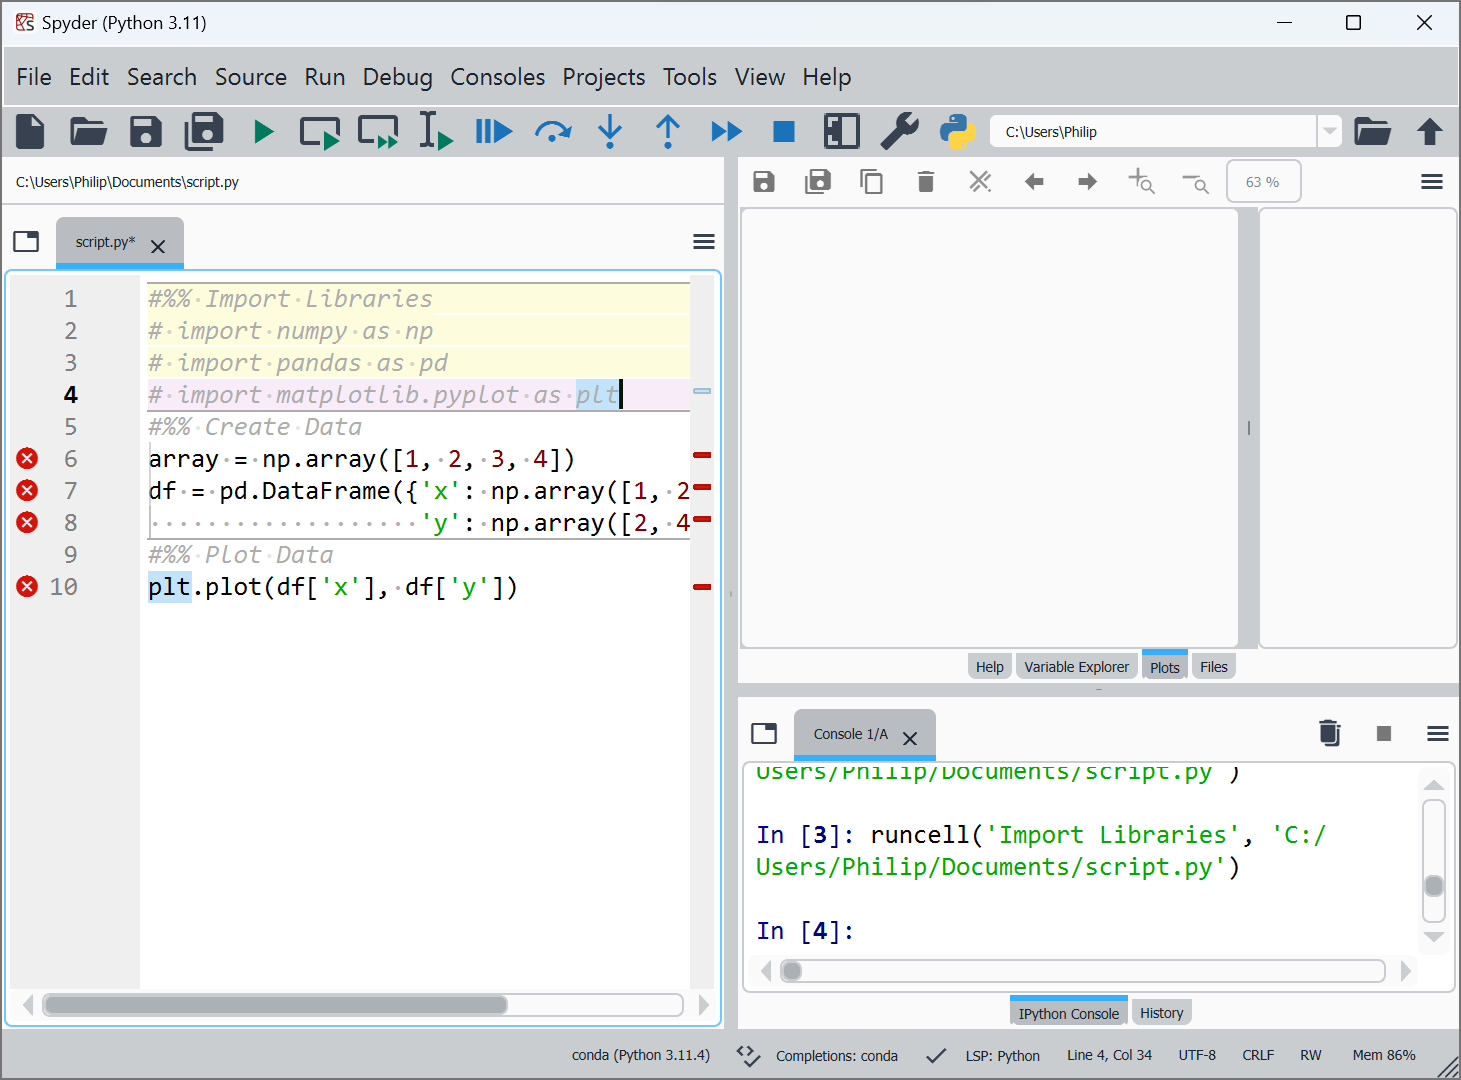 Spyder (Python 3.11)
File Edit Search Source Run Debug Consoles Projects Tools View Help
C:\Users\Philip
C:\Users\Philip\Documents\script.py
63 %
script.py*
1 #%% Import Libraries
2 # import numpy as np
3 # import pandas as pd
4 # import matplotlib.pyplot as plt
5 #%% Create Data
6 array = np.array([1, 2, 3, 4])
7 df = pd.DataFrame({'x': np.array([1, 2
8 'y': np.array([2, 4
9 #%% Plot Data
10 plt.plot(df['x'], df['y'])
Help Variable Explorer Plots Files
Console 1/A
Users/Philip/Documents/script.py')
In [3]: runcell('Import Libraries', 'C:/
Users/Philip/Documents/script.py')
In [4]:
IPython Console History
conda (Python 3.11.4) Completions: conda LSP: Python Line 4, Col 34 UTF-8 CRLF RW Mem 86%